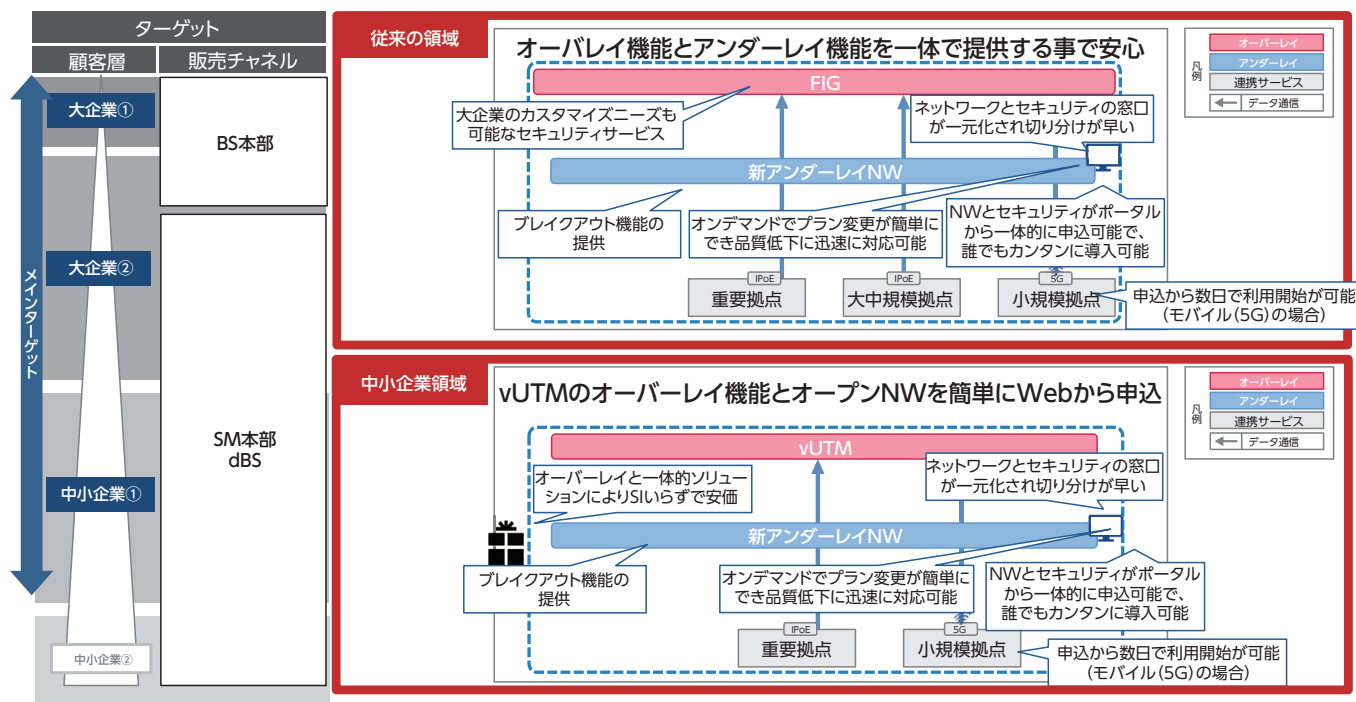 ターゲット
顧客層
販売チャネル
メインターゲット
大企業①
大企業②
中小企業①
中小企業②
BS本部
SM本部
dBS
従来の領域
オーバレイ機能とアンダーレイ機能を一体で提供する事で安心
FIG
大企業のカスタマイズニーズも
可能なセキュリティサービス
ネットワークとセキュリティの窓口
が一元化され切り分けが早い
新アンダーレイNW
ブレイクアウト機能の
提供
オンデマンドでプラン変更が簡単に
でき品質低下に迅速に対応可能
NWとセキュリティがポータル
から一体的に申込可能で、
誰でもカンタンに導入可能
IPoE
重要拠点
IPoE
大中規模拠点
5G
小規模拠点
申込から数日で利用開始が可能
(モバイル(5G)の場合)
凡例
オーバーレイ
アンダーレイ
連携サービス
データ通信
中小企業領域
vUTMのオーバーレイ機能とオープンNWを簡単にWebから申込
vUTM
オーバーレイと一体的ソリュー
ションによりSIいらずで安価
ネットワークとセキュリティの窓口
が一元化され切り分けが早い
新アンダーレイNW
ブレイクアウト機能の
提供
オンデマンドでプラン変更が簡単に
でき品質低下に迅速に対応可能
NWとセキュリティがポータル
から一体的に申込可能で、
誰でもカンタンに導入可能
IPoE
重要拠点
5G
小規模拠点
申込から数日で利用開始が可能
(モバイル(5G)の場合)
凡例
オーバーレイ
アンダーレイ
連携サービス
データ通信